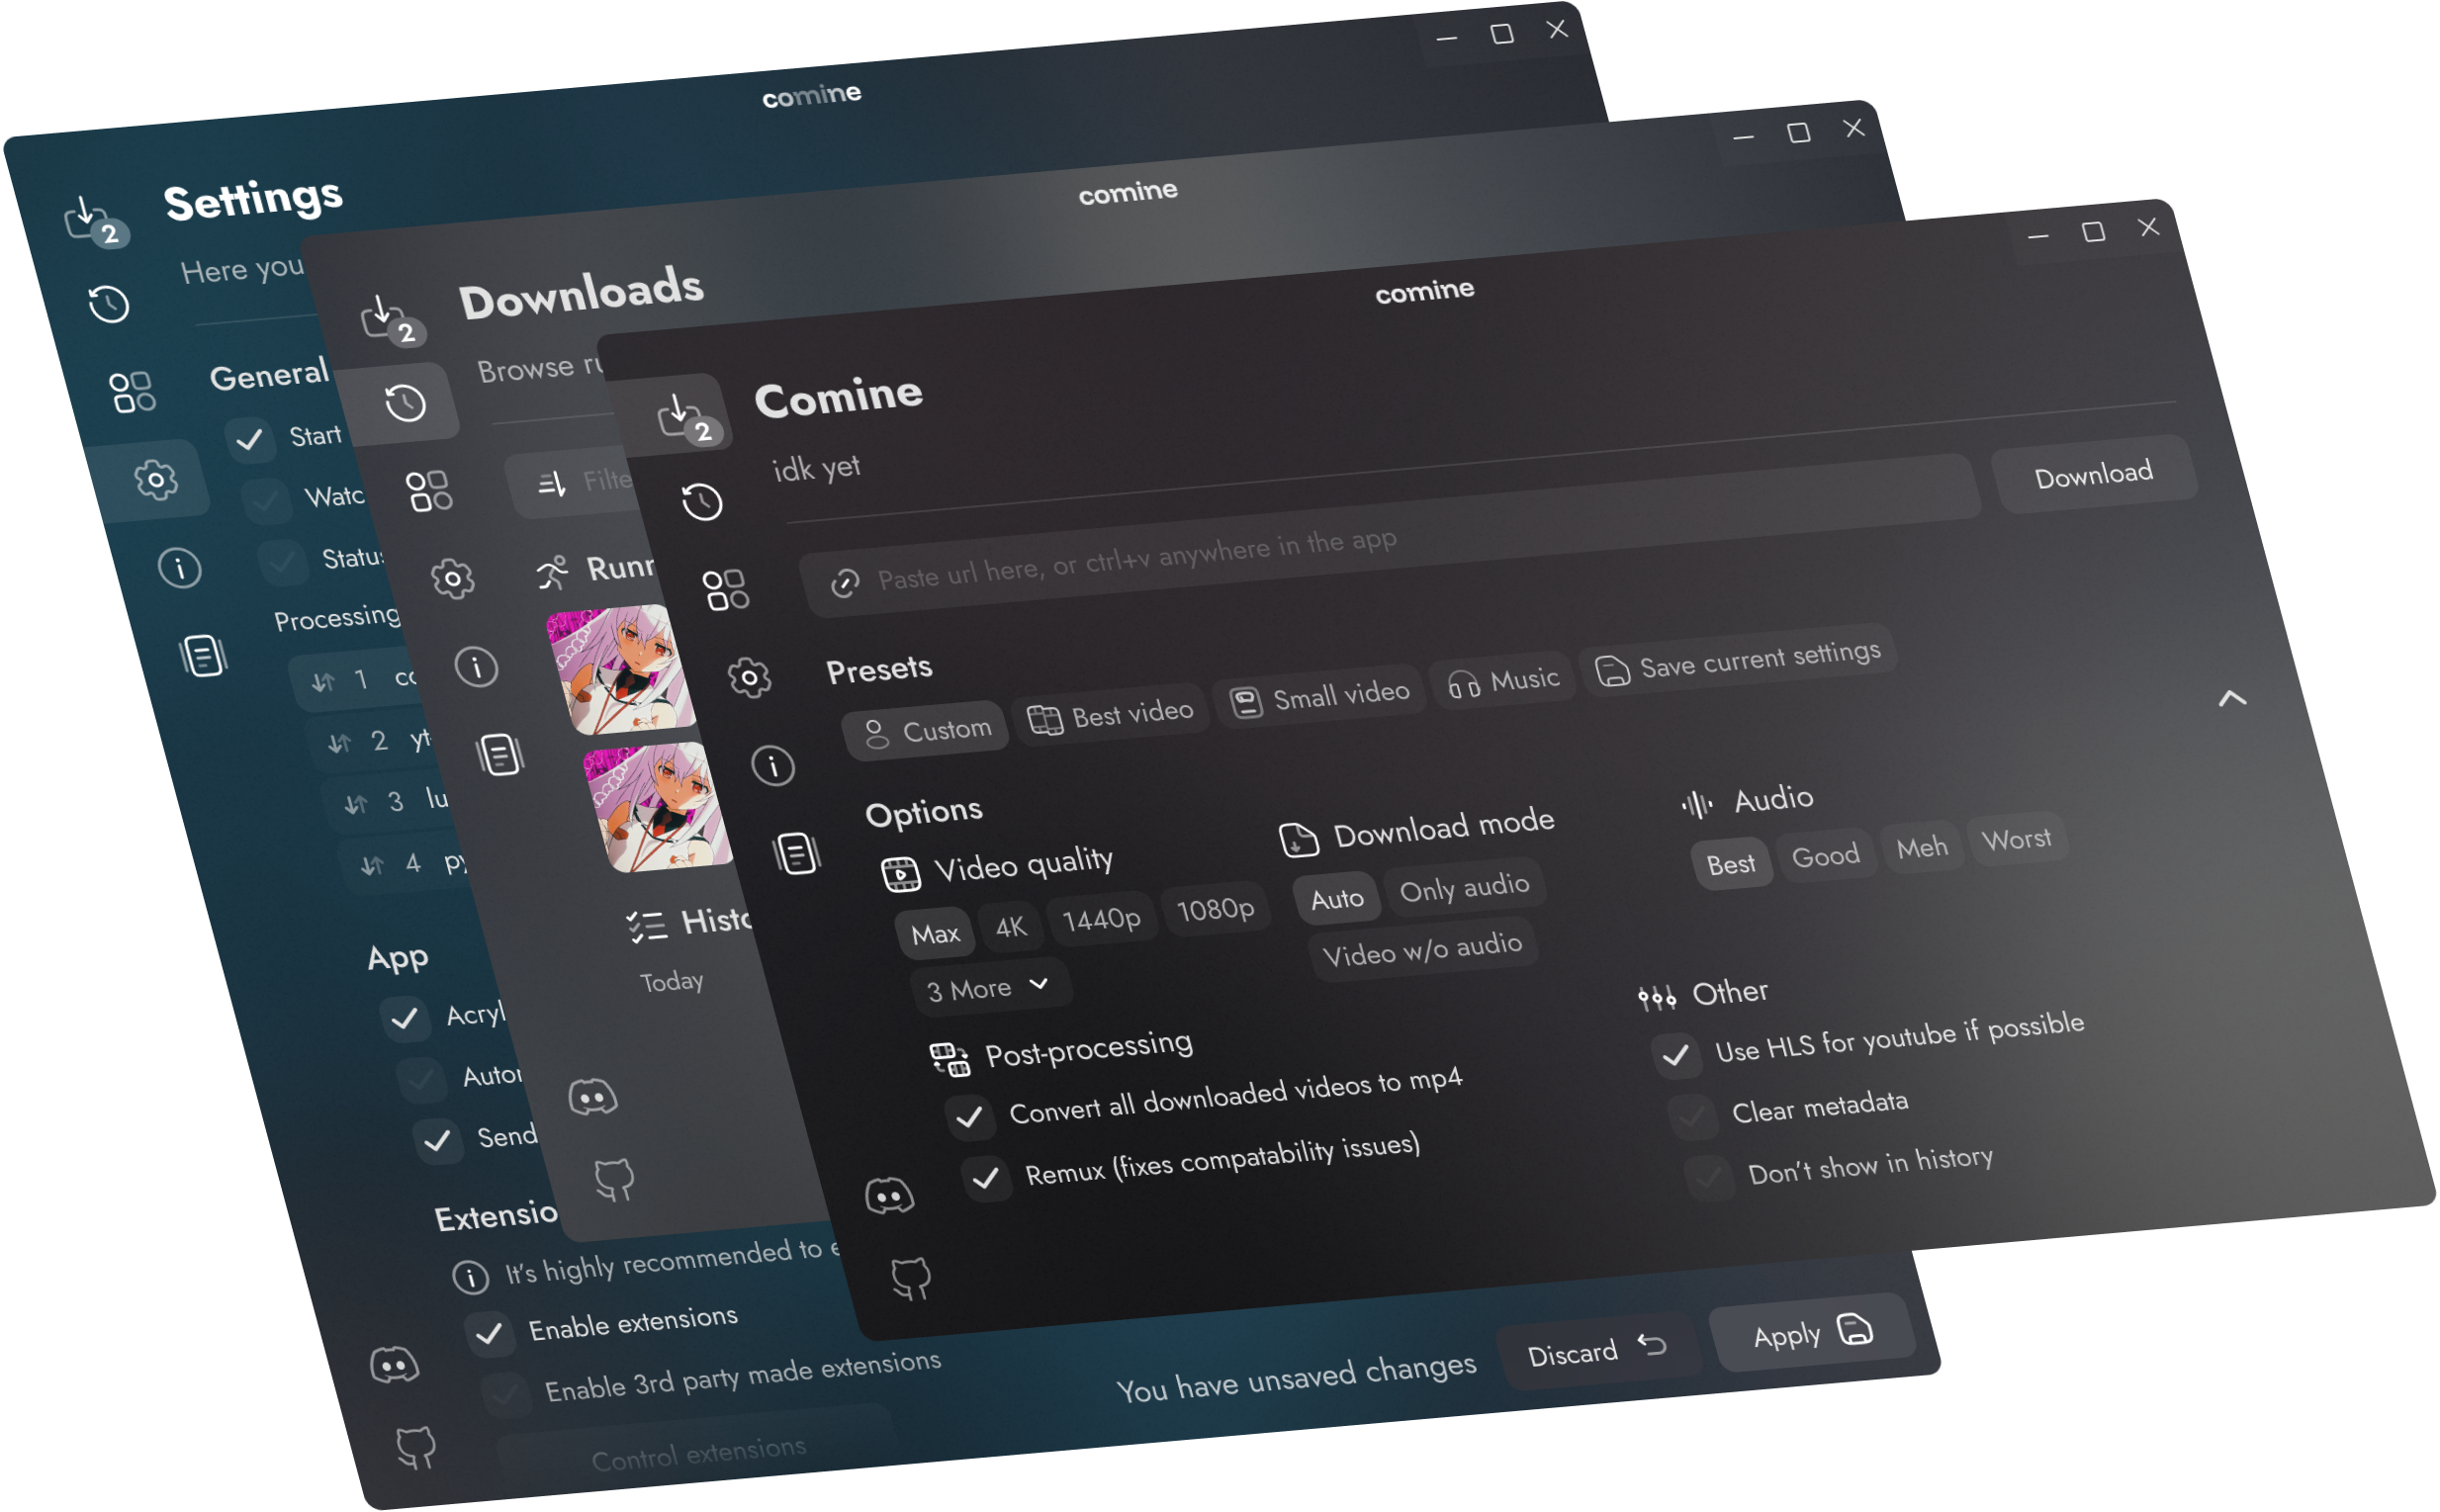 comine
2
Settings
Here you
General
Start
Watc
Status
Processing
1
2 yt
3 lu
4 py
App
Acryl
Autor
Send
Extensio
It's highly recommended to e
Enable extensions
Enable 3rd party made extensions
Control extensions
You have unsaved changes
Discard
Apply
comine
2
Downloads
Browse ru
Filte
Runn
Histo
Today
comine
2
Comine
idk yet
Paste url here, or ctrl+v anywhere in the app
Download
Presets
Custom
Best video
Small video
Music
Save current settings
Options
Video quality
Max 4K 1440p 1080p
3 More
Download mode
Auto Only audio
Video w/o audio
Audio
Best Good Meh Worst
Post-processing
Convert all downloaded videos to mp4
Remux (fixes compatability issues)
Other
Use HLS for youtube if possible
Clear metadata
Don't show in history